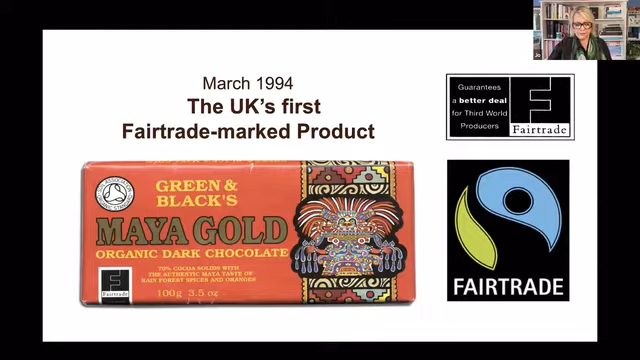 March 1994
The UK's first
Fairtrade-marked Product
Guarantees
a better deal
for Third World
Producers
Fairtrade
GREEN &
BLACK'S
MAYA GOLD
ORGANIC DARK CHOCOLATE
70% COCOA SOLIDS WITH
THE AUTHENTIC MAYA TASTE OF
RAIN FOREST SPICES AND ORANGES
100g 3.5 oz
Fairtrade
FAIRTRADE
Jo